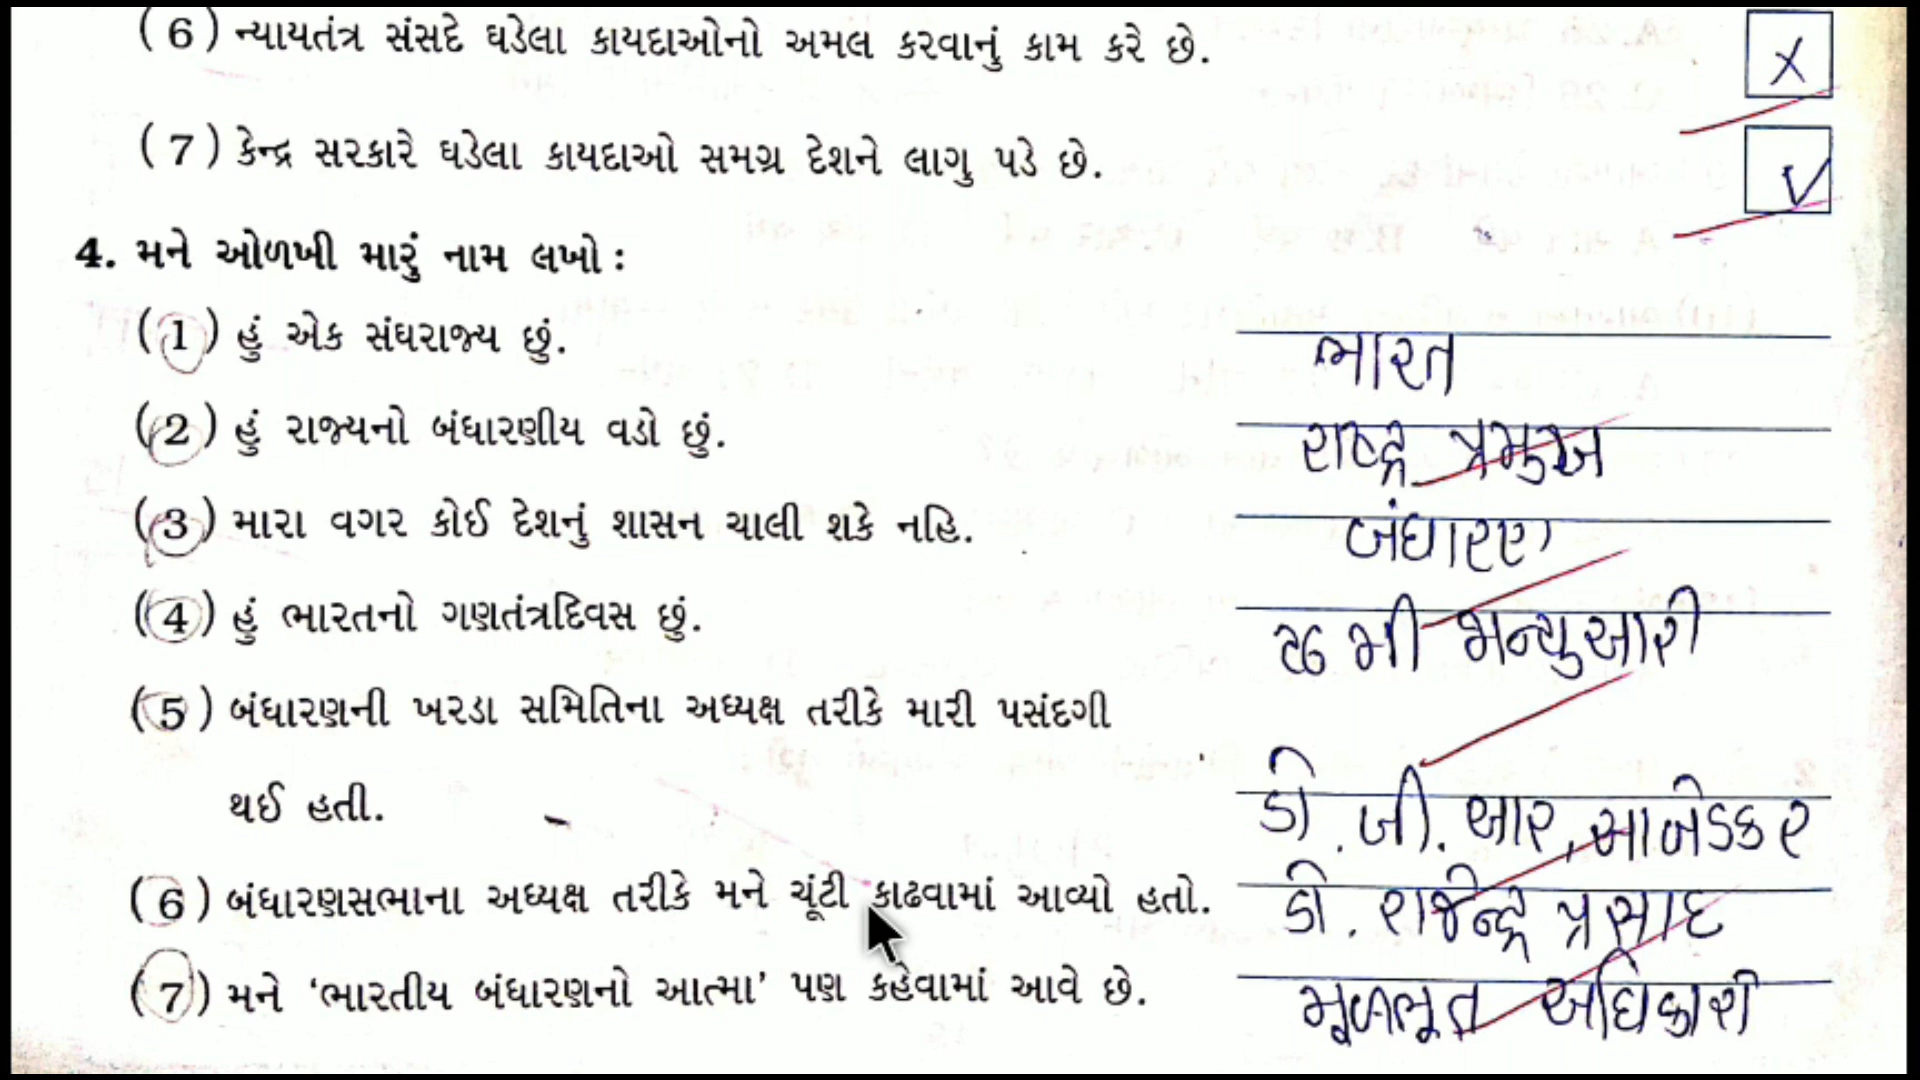 (6) ન્યાયતંત્ર સંસદે ઘડેલા કાયદાઓનો અમલ કરવાનું કામ કરે છે. X
(7) કેન્દ્ર સરકારે ઘડેલા કાયદાઓ સમગ્ર દેશને લાગુ પડે છે. ✓
4. મને ઓળખી મારું નામ લખો :
(1) હું એક સંઘરાજ્ય છું. ભારત
(2) હું રાજ્યનો બંધારણીય વડો છું. રાષ્ટ્ર પ્રમુખ
(3) મારા વગર કોઈ દેશનું શાસન ચાલી શકે નહિ. બંધારણ
(4) હું ભારતનો ગણતંત્રદિવસ છું. 26 મી જાન્યુઆરી
(5) બંધારણની ખરડા સમિતિના અધ્યક્ષ તરીકે મારી પસંદગી
થઈ હતી. ડો. બી. આર. આંબેડકર
(6) બંધારણસભાના અધ્યક્ષ તરીકે મને ચૂંટી કાઢવામાં આવ્યો હતો. ડો. રાજેન્દ્ર પ્રસાદ
(7) મને ‘ભારતીય બંધારણનો આત્મા’ પણ કહેવામાં આવે છે. મૂળભૂત અધિકારી